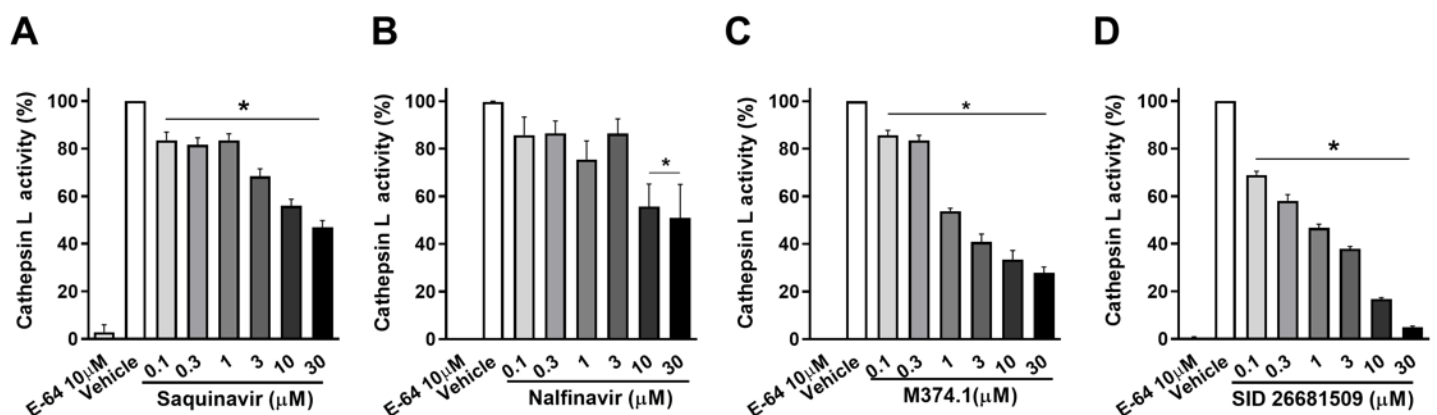 A
Cathepsin L activity (%)
100
80
60
40
20
0
*
E-64 10μM
Vehicle
0.1
0.3
1
3
10
30
Saquinavir (μM)
B
Cathepsin L activity (%)
100
80
60
40
20
0
*
E-64 10μM
Vehicle
0.1
0.3
1
3
10
30
Nalfinavir (μM)
C
Cathepsin L activity (%)
100
80
60
40
20
0
*
E-64 10μM
Vehicle
0.1
0.3
1
3
10
30
M374.1(μM)
D
Cathepsin L activity (%)
100
80
60
40
20
0
*
E-64 10μM
Vehicle
0.1
0.3
1
3
10
30
SID 26681509 (μM)